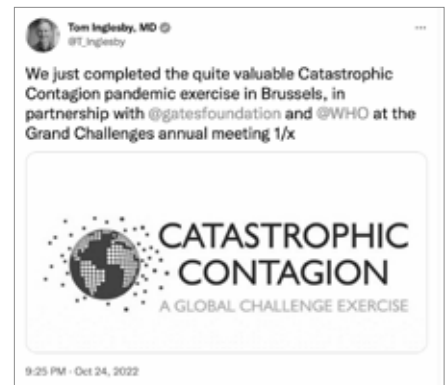 Tom Inglesby, MD
@T_Inglesby
We just completed the quite valuable Catastrophic
Contagion pandemic exercise in Brussels, in
partnership with @gatesfoundation and @WHO at the
Grand Challenges annual meeting 1/x
CATASTROPHIC
CONTAGION
A GLOBAL CHALLENGE EXERCISE
9:25 PM · Oct 24, 2022